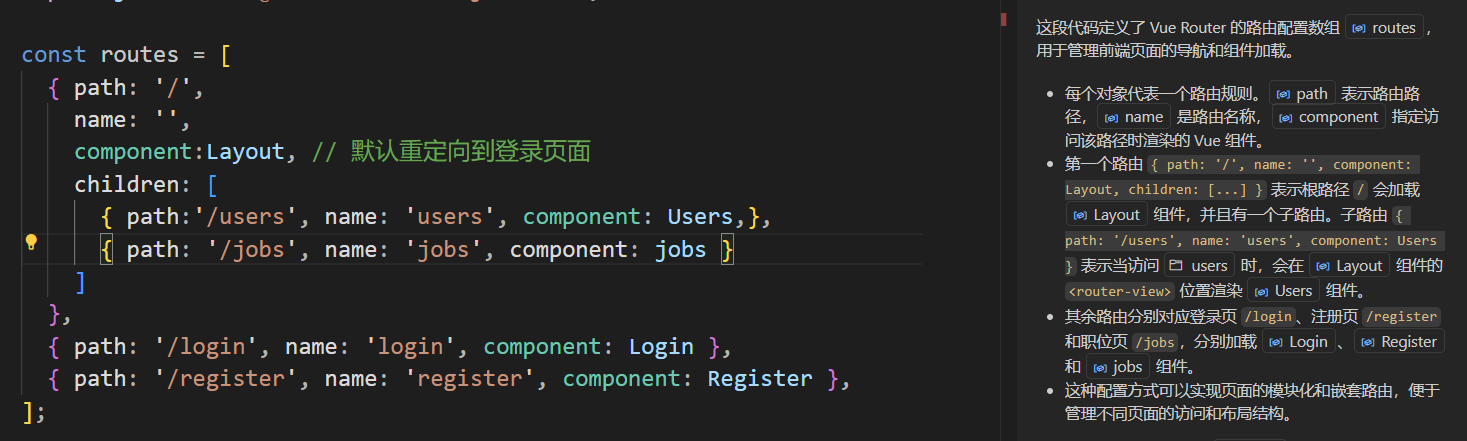 const routes = [
{ path: '/',
name: '',
component:Layout, // 默认重定向到登录页面
children: [
{ path:'/users', name: 'users', component: Users,},
{ path: '/jobs', name: 'jobs', component: jobs }
]
},
{ path: '/login', name: 'login', component: Login },
{ path: '/register', name: 'register', component: Register },
];
这段代码定义了 Vue Router 的路由配置数组 routes ，
用于管理前端页面的导航和组件加载。
每个对象代表一个路由规则。 path 表示路由路
径， name 是路由名称， component 指定访
问该路径时渲染的 Vue 组件。
第一个路由 { path: '/', name: '', component:
Layout, children: [...] } 表示根路径 / 会加载
Layout 组件，并且有一个子路由。子路由 {
path: '/users', name: 'users', component: Users
} 表示当访问 users 时，会在 Layout 组件的
<router-view> 位置渲染 Users 组件。
其余路由分别对应登录页 /login、注册页 /register
和职位页 /jobs，分别加载 Login 、 Register
和 jobs 组件。
这种配置方式可以实现页面的模块化和嵌套路由，便于
管理不同页面的访问和布局结构。